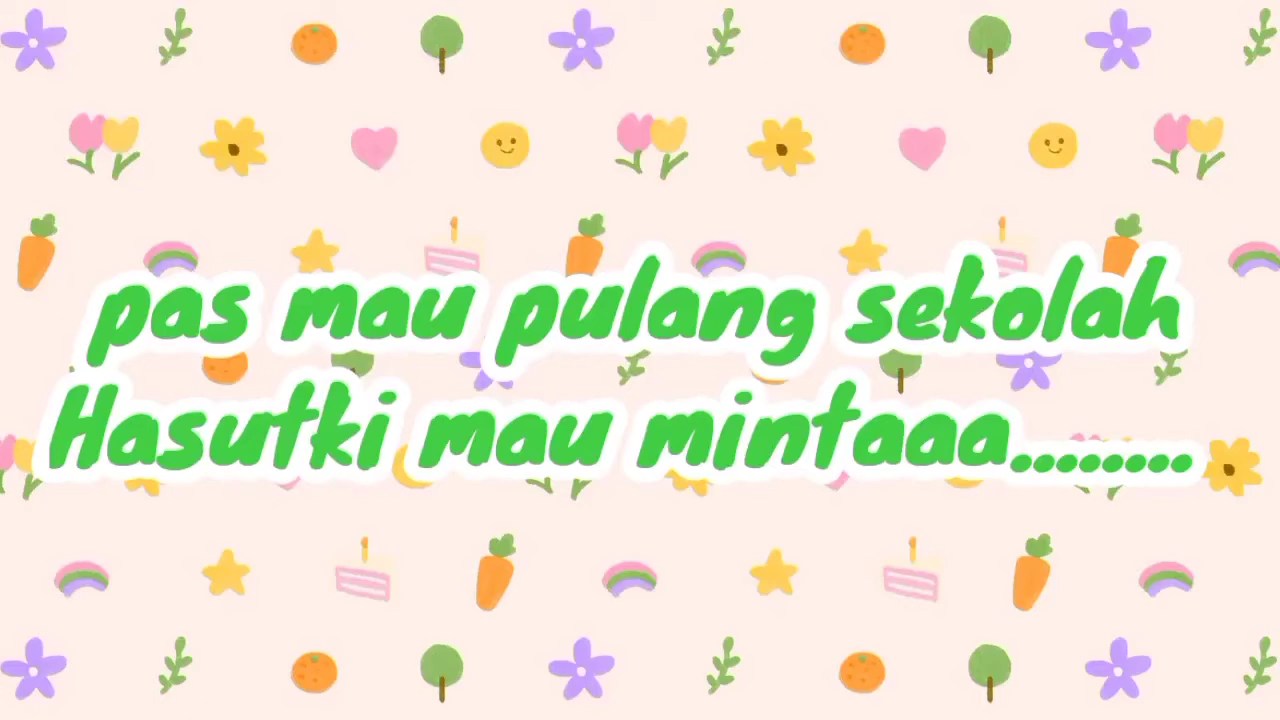 pas mau pulang sekolah
Hasutki mau mintaaa........